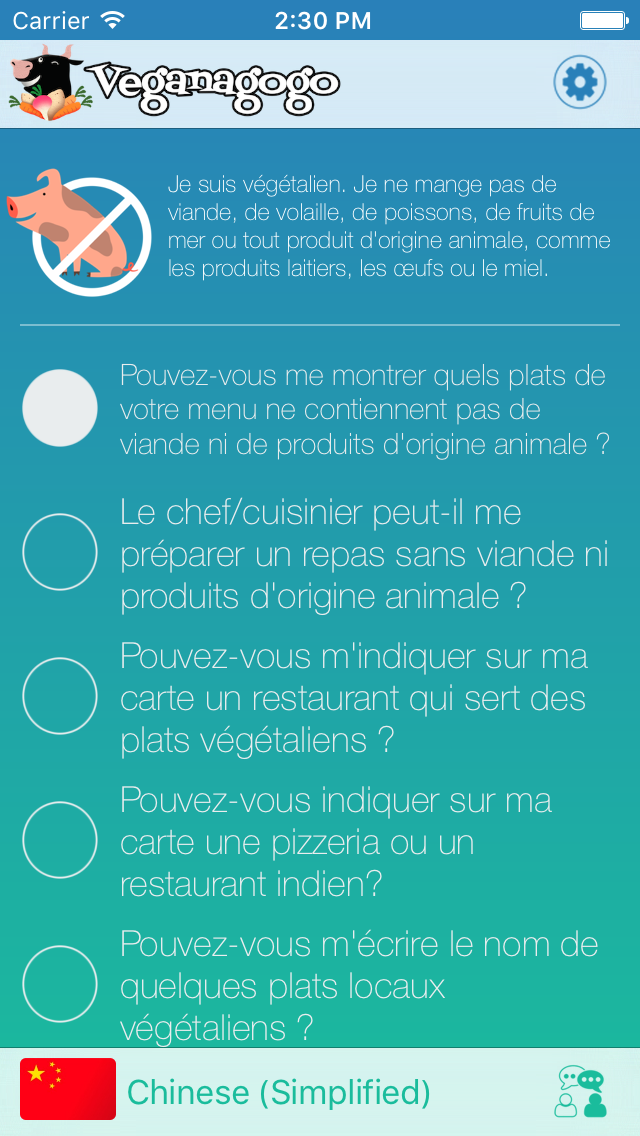 Carrier
2:30 PM
Veganagogo
Je suis végétalien. Je ne mange pas de
viande, de volaille, de poissons, de fruits de
mer ou tout produit d'origine animale, comme
les produits laitiers, les œufs ou le miel.
Pouvez-vous me montrer quels plats de
votre menu ne contiennent pas de
viande ni de produits d'origine animale ?
Le chef/cuisinier peut-il me
préparer un repas sans viande ni
produits d'origine animale ?
Pouvez-vous m'indiquer sur ma
carte un restaurant qui sert des
plats végétaliens ?
Pouvez-vous indiquer sur ma
carte une pizzeria ou un
restaurant indien?
Pouvez-vous m'écrire le nom de
quelques plats locaux
végétaliens ?
Chinese (Simplified)